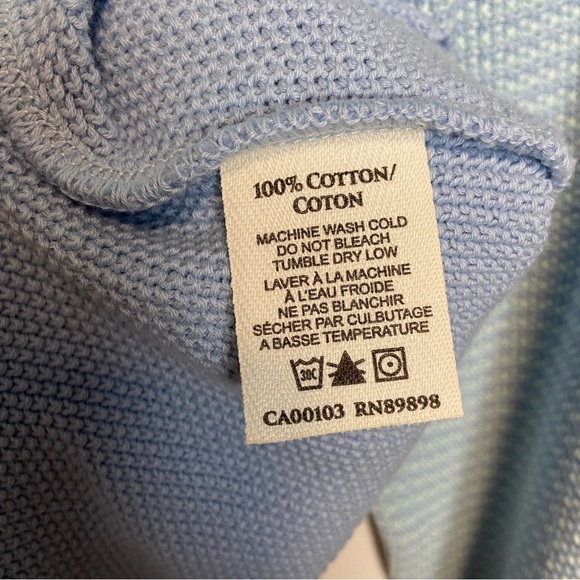 100% COTTON/
COTON
MACHINE WASH COLD
DO NOT BLEACH
TUMBLE DRY LOW
LAVER À LA MACHINE
À L'EAU FROIDE
NE PAS BLANCHIR
SÉCHER PAR CULBUTAGE
A BASSE TEMPERATURE
30C
CA00103 RN89898